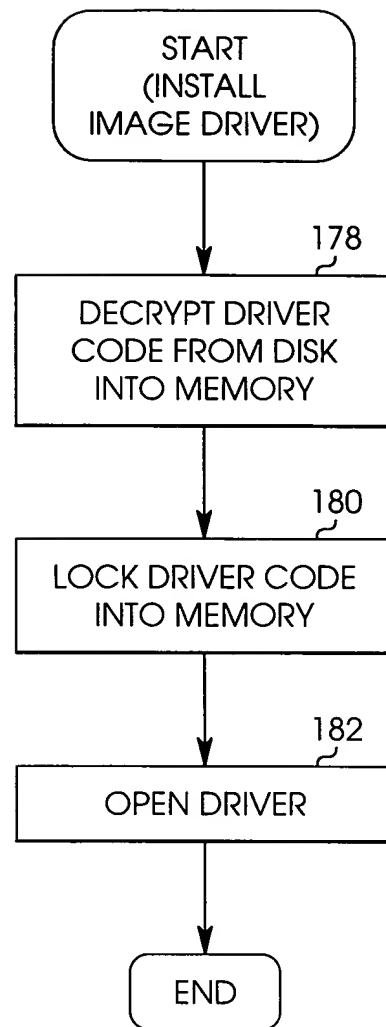 START
(INSTALL
IMAGE DRIVER)
178
DECRYPT DRIVER
CODE FROM DISK
INTO MEMORY
180
LOCK DRIVER CODE
INTO MEMORY
182
OPEN DRIVER
END